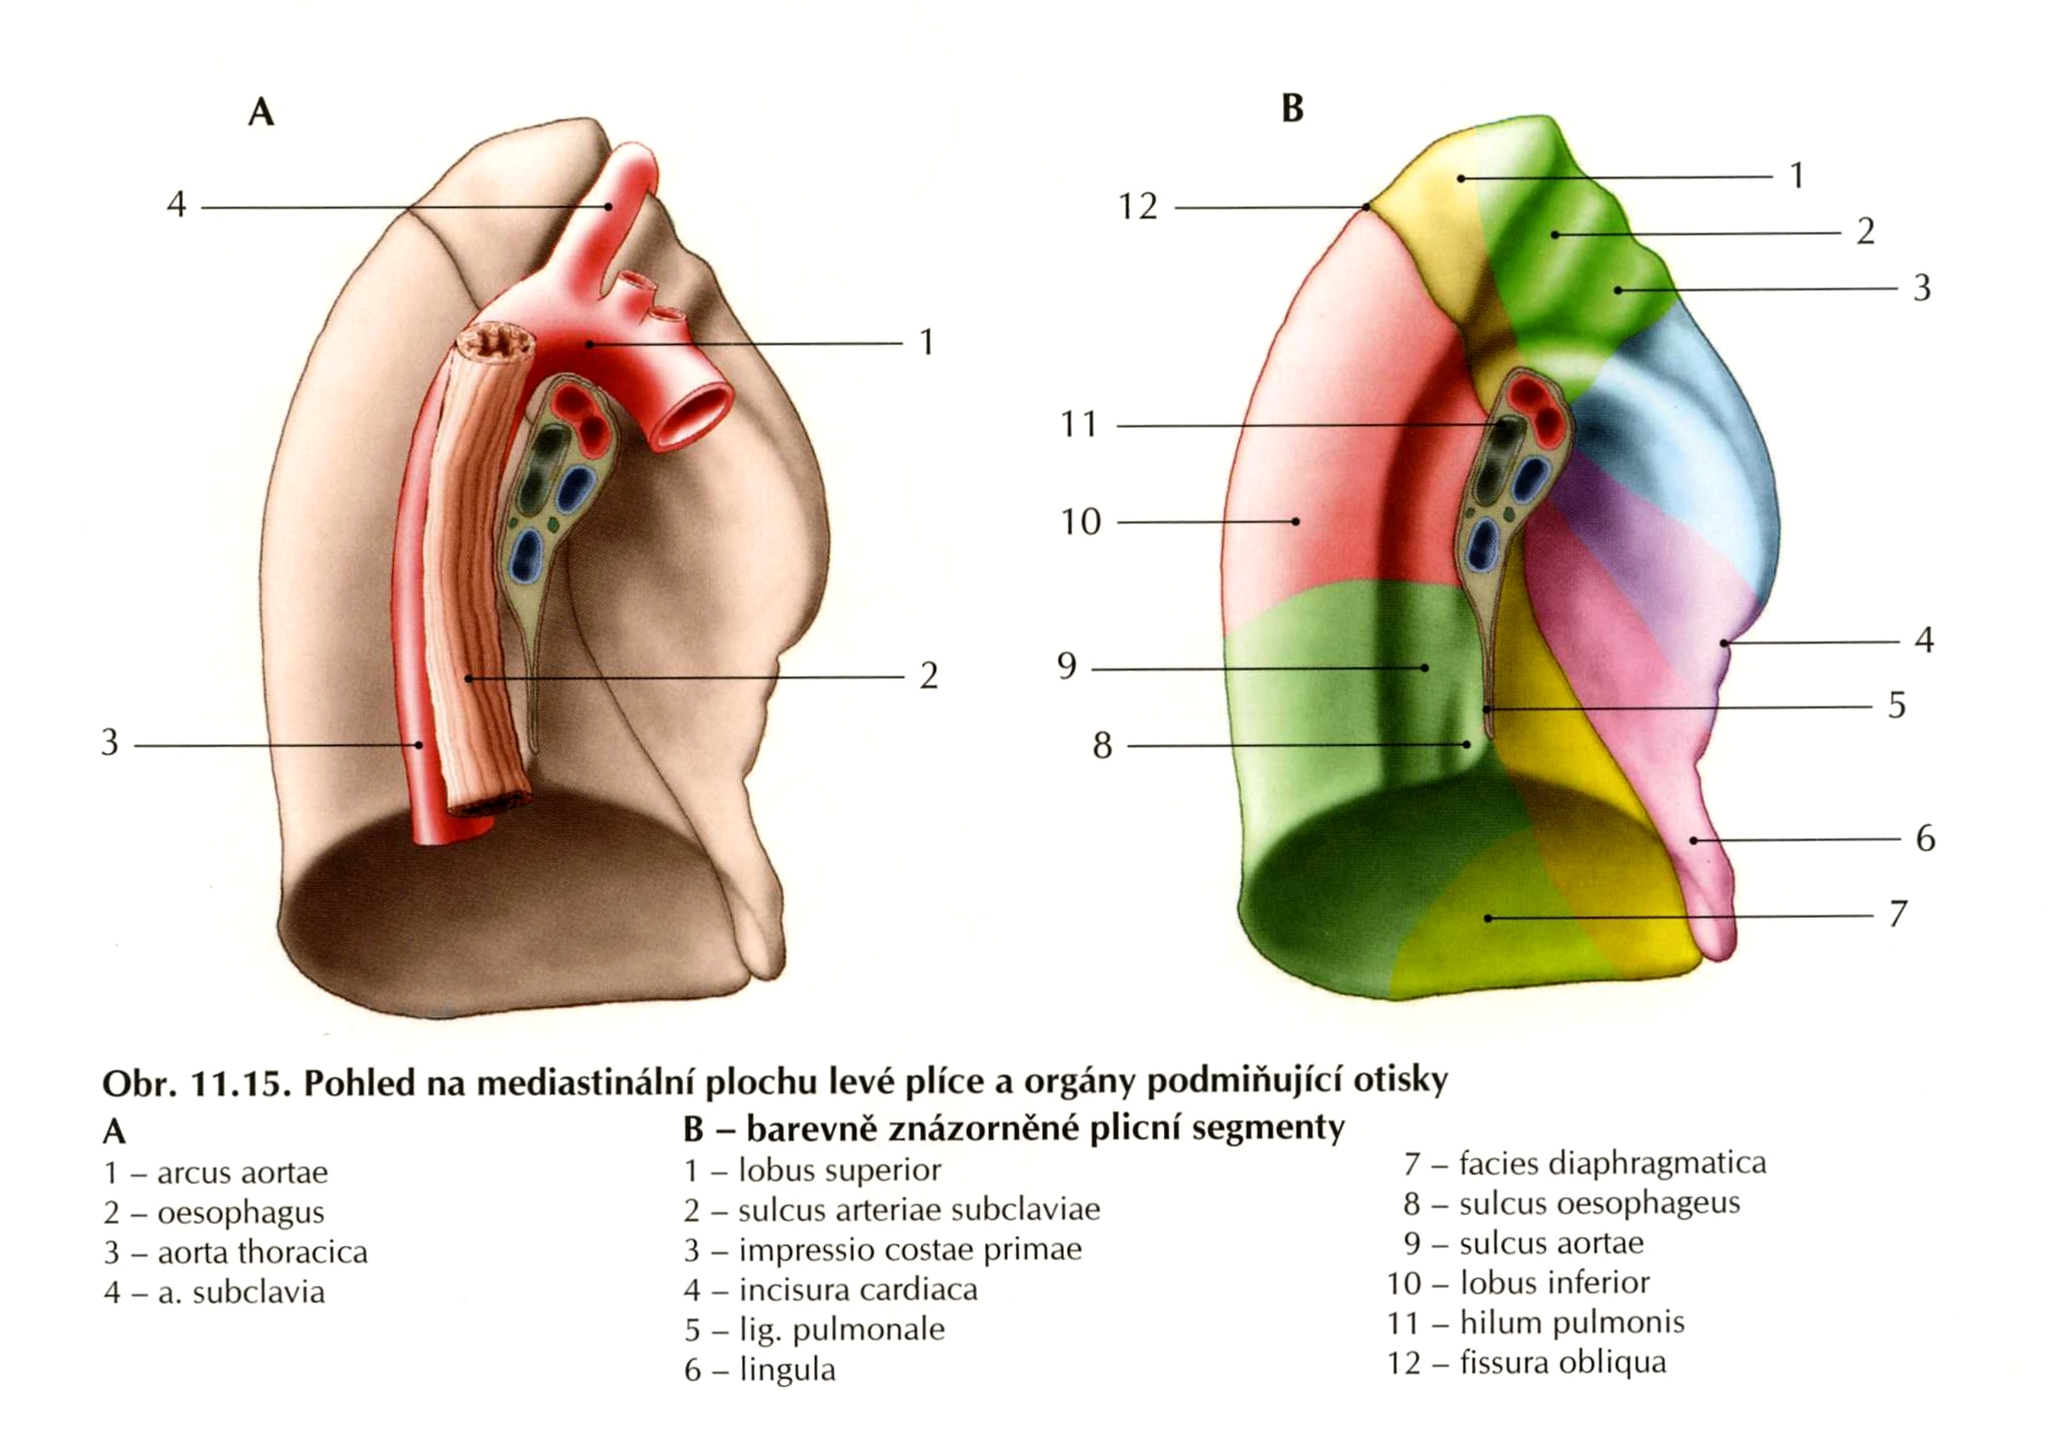 A
B
4
1
2
3
1
2
3
4
5
6
7
12
11
10
9
8
Obr. 11.15. Pohled na mediastinální plochu levé plíce a orgány podmiňující otisky
A
1 – arcus aortae
2 – oesophagus
3 – aorta thoracica
4 – a. subclavia
B – barevně znázorněné plicní segmenty
1 – lobus superior
2 – sulcus arteriae subclaviae
3 – impressio costae primae
4 – incisura cardiaca
5 – lig. pulmonale
6 – lingula
7 – facies diaphragmatica
8 – sulcus oesophageus
9 – sulcus aortae
10 – lobus inferior
11 – hilum pulmonis
12 – fissura obliqua